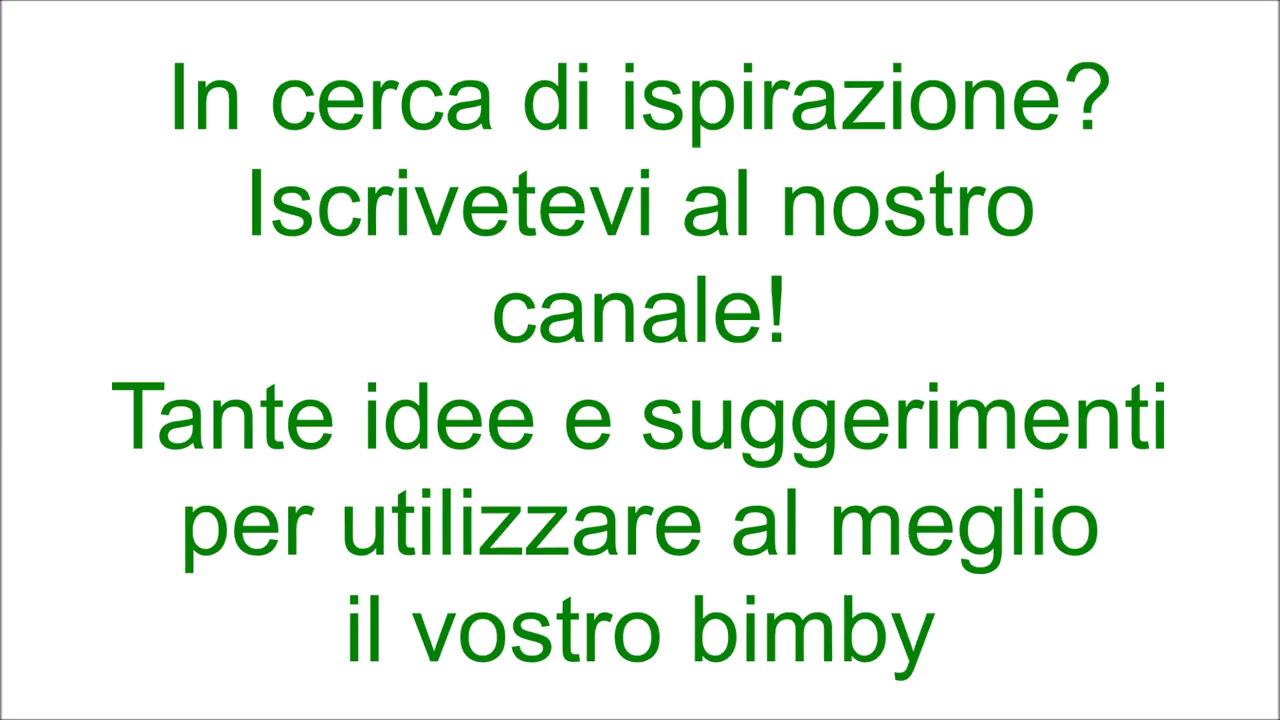 In cerca di ispirazione?
Iscrivetevi al nostro
canale!
Tante idee e suggerimenti
per utilizzare al meglio
il vostro bimby